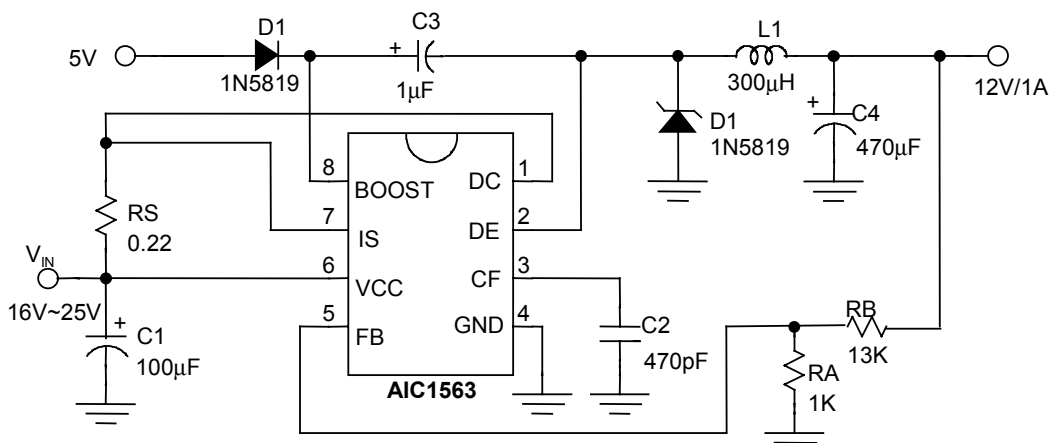 D1
C3
L1
5V
+
1N5819
1μF
300μH
12V/1A
+
C4
D1
470μF
1N5819
8
1
BOOST
DC
7
2
RS
0.22
IS
DE
VIN
6
3
VCC
CF
16V~25V
5
4
RB
+
C1
FB
GND
C2
13K
100μF
470pF
RA
AIC1563
1K